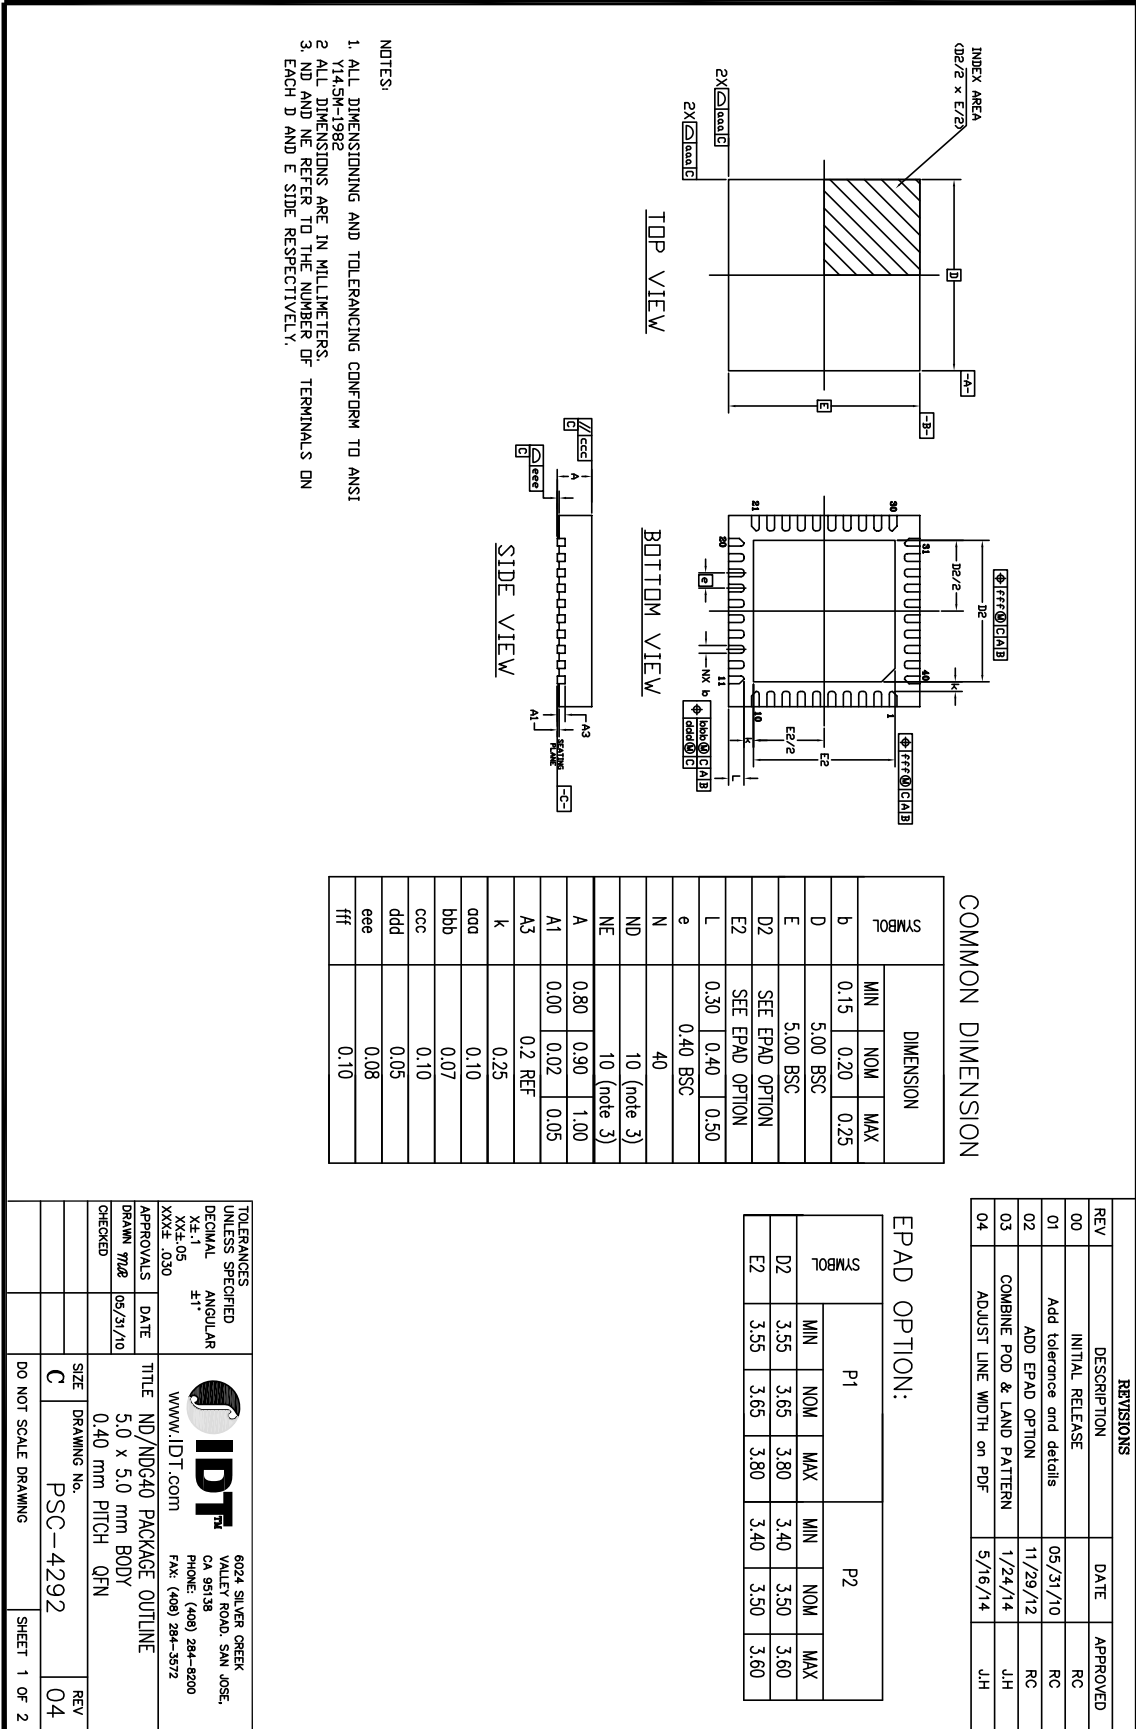 REVISIONS
REV DESCRIPTION DATE APPROVED
00 INITIAL RELEASE RC
01 Add tolerance and details 05/31/10 RC
02 ADD EPAD OPTION 11/29/12 RC
03 COMBINE POD & LAND PATTERN 1/24/14 J.H
04 ADJUST LINE WIDTH on PDF 5/16/14 J.H
INDEX AREA
(D2/2 x E/2)
D
-A-
-B-
E
2X aaa C
2X aaa C
TOP VIEW
fff M C A B
D2
D2/2
k
fff M C A B
31
40
30
1
21
10
20
11
E2
E2/2
k
L
e
NX b
bbb M C A B
ddd M C
BOTTOM VIEW
// ccc C
A
eee C
A3
A1
SEATING
PLANE
-C-
SIDE VIEW
COMMON DIMENSION
SYMBOL DIMENSION
MIN NOM MAX
b 0.15 0.20 0.25
D 5.00 BSC
E 5.00 BSC
D2 SEE EPAD OPTION
E2 SEE EPAD OPTION
L 0.30 0.40 0.50
e 0.40 BSC
N 40
ND 10 (note 3)
NE 10 (note 3)
A 0.80 0.90 1.00
A1 0.00 0.02 0.05
A3 0.2 REF
k 0.25
aaa 0.10
bbb 0.07
ccc 0.10
ddd 0.05
eee 0.08
fff 0.10
EPAD OPTION:
SYMBOL P1 P2
MIN NOM MAX MIN NOM MAX
D2 3.55 3.65 3.80 3.40 3.50 3.60
E2 3.55 3.65 3.80 3.40 3.50 3.60
NOTES:
1. ALL DIMENSIONING AND TOLERANCING CONFORM TO ANSI
Y14.5M-1982
2 ALL DIMENSIONS ARE IN MILLIMETERS.
3. ND AND NE REFER TO THE NUMBER OF TERMINALS ON
EACH D AND E SIDE RESPECTIVELY.
TOLERANCES
UNLESS SPECIFIED
DECIMAL ANGULAR
X±.1 ±1°
XX±.05
XXX± .030
APPROVALS DATE
DRAWN 05/31/10
CHECKED
IDT™
www.IDT.com
6024 SILVER CREEK
VALLEY ROAD. SAN JOSE,
CA 95138
PHONE: (408) 284-8200
FAX: (408) 284-3572
TITLE ND/NDG40 PACKAGE OUTLINE
5.0 x 5.0 mm BODY
0.40 mm PITCH QFN
SIZE DRAWING No. REV
C PSC-4292 04
DO NOT SCALE DRAWING SHEET 1 OF 2